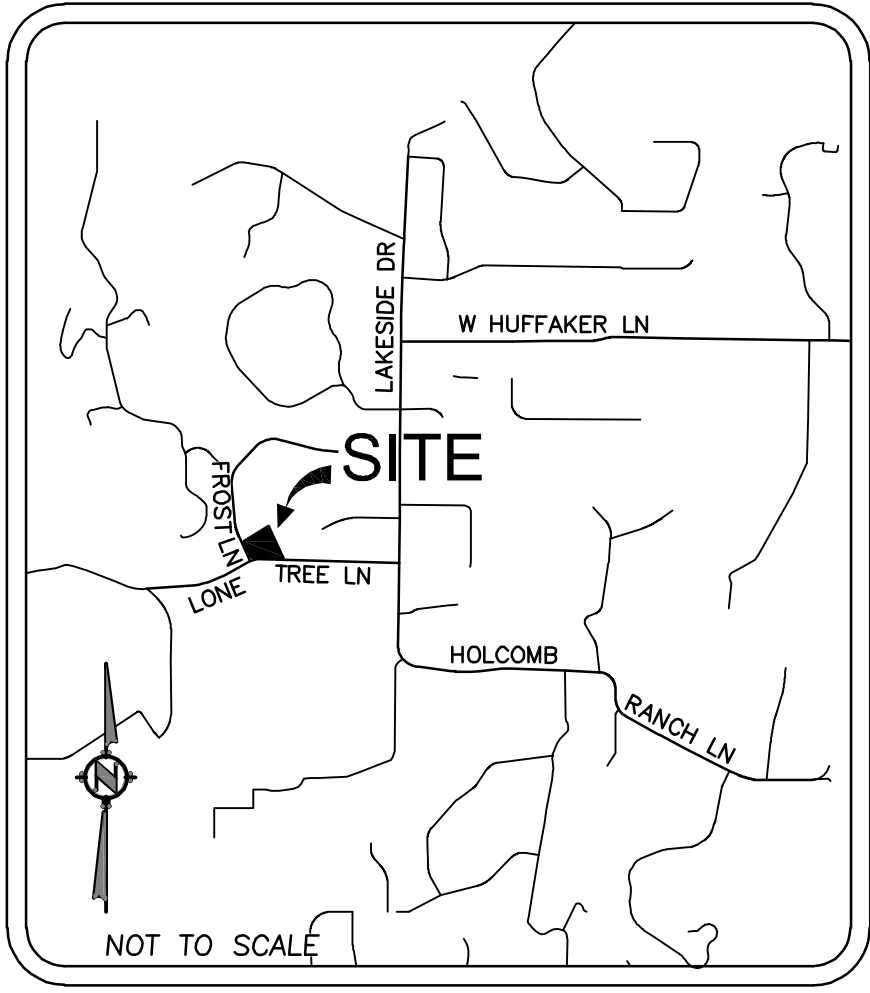 LAKESIDE DR
W HUFFAKER LN
SITE
FROST LN
LONE TREE LN
HOLCOMB RANCH LN
N
NOT TO SCALE